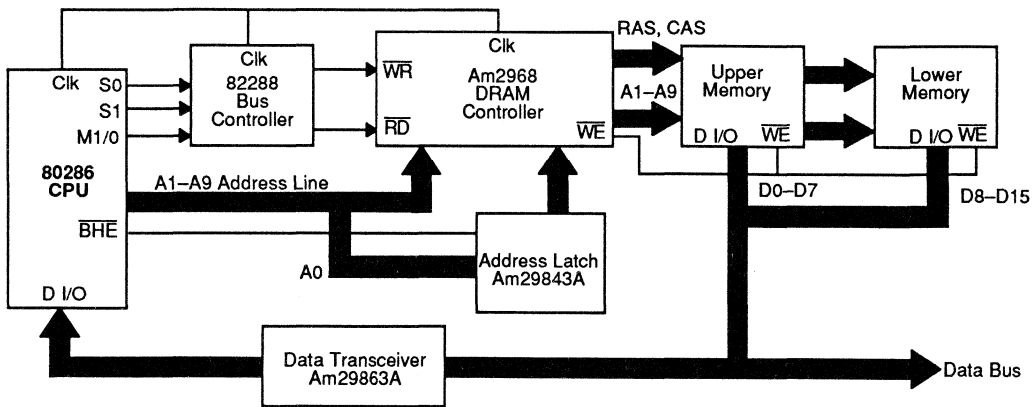 RAS, CAS
Clk
S0
S1
M1/0
80286
CPU
BHE
D I/O
Clk
82288
Bus
Controller
Clk
WR
Am2968
DRAM
Controller
RD
WE
A1–A9
Upper
Memory
D I/O WE
Lower
Memory
D I/O WE
D0–D7
D8–D15
A1–A9 Address Line
A0
Address Latch
Am29843A
Data Transceiver
Am29863A
Data Bus